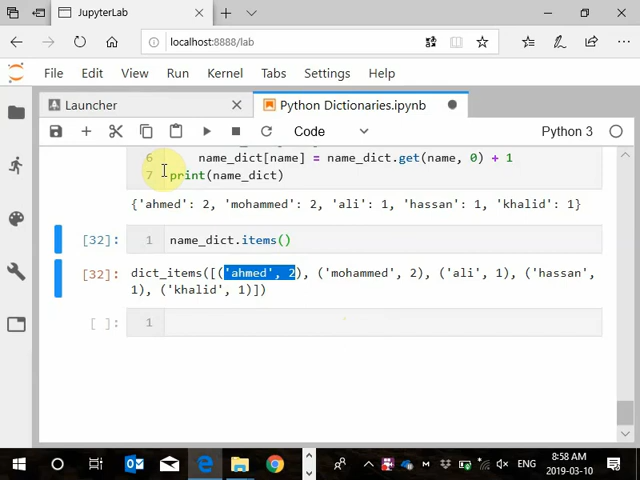 JupyterLab
localhost:8888/lab
File Edit View Run Kernel Tabs Settings Help
Launcher
Python Dictionaries.ipynb
Code
Python 3
6 name_dict[name] = name_dict.get(name, 0) + 1
7 print(name_dict)
{'ahmed': 2, 'mohammed': 2, 'ali': 1, 'hassan': 1, 'khalid': 1}
[32]: 1 name_dict.items()
[32]: dict_items([('ahmed', 2), ('mohammed', 2), ('ali', 1), ('hassan',
1), ('khalid', 1)])
[ ]: 1
ENG
8:58 AM
2019-03-10